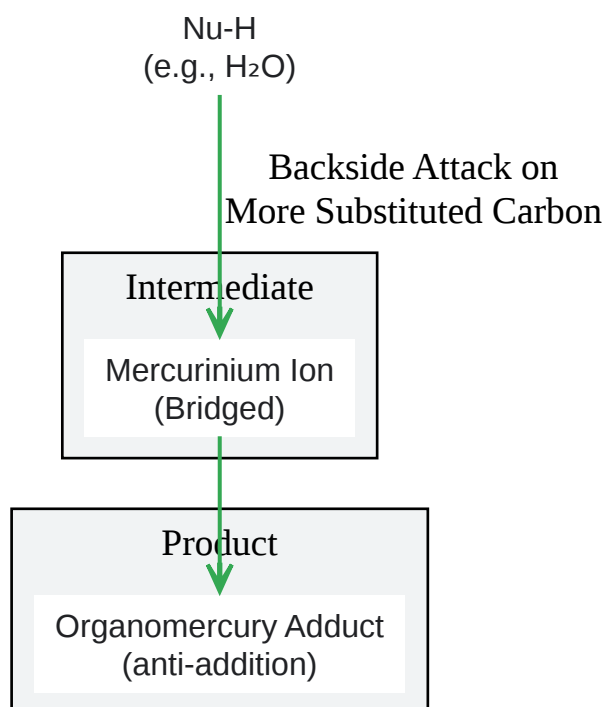 Nu-H
(e.g., H₂O)
Backside Attack on
More Substituted Carbon
Intermediate
Mercurinium Ion
(Bridged)
Product
Organomercury Adduct
(anti-addition)